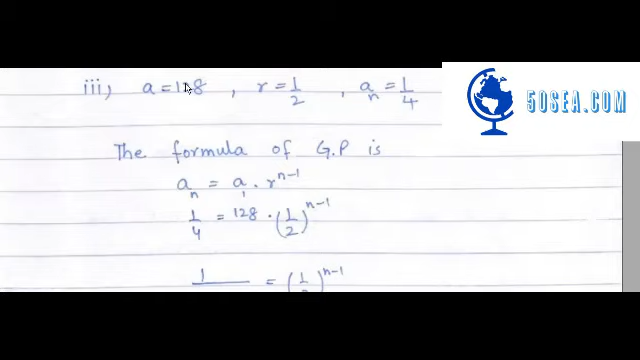 iii) a = 128 , r = 1/2 , aₙ = 1/4
5OSEA.COM
The formula of G.P is
aₙ = a₁ . rⁿ⁻¹
1/4 = 128 . (1/2)ⁿ⁻¹